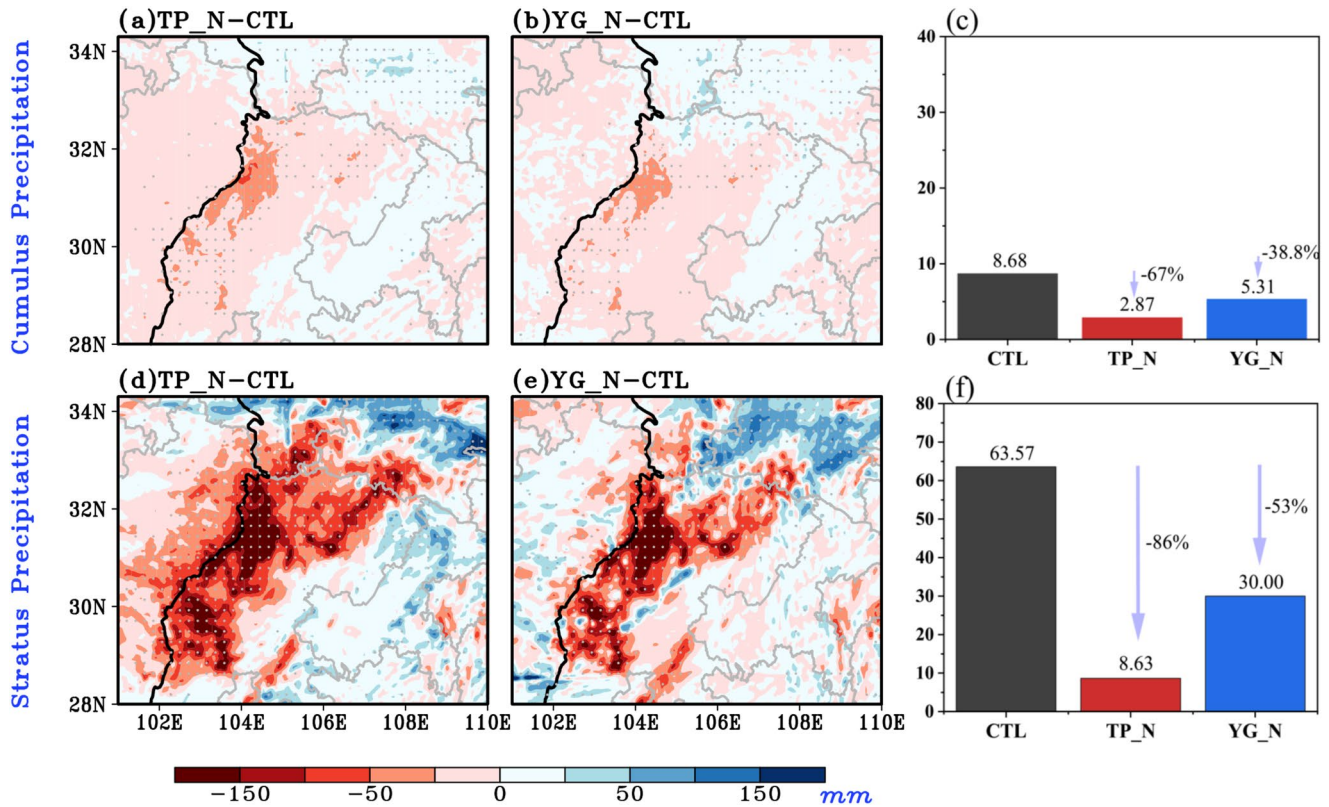 (a)TP_N-CTL
(b)YG_N-CTL
(c)
Cumulus Precipitation
34N
32N
30N
28N
40
30
20
10
0
8.68
-67%
2.87
-38.8%
5.31
CTL
TP_N
YG_N
(d)TP_N-CTL
(e)YG_N-CTL
(f)
Stratus Precipitation
34N
32N
30N
28N
102E
104E
106E
108E
110E
102E
104E
106E
108E
110E
80
70
60
50
40
30
20
10
0
63.57
-86%
8.63
-53%
30.00
CTL
TP_N
YG_N
-150
-50
0
50
150
mm